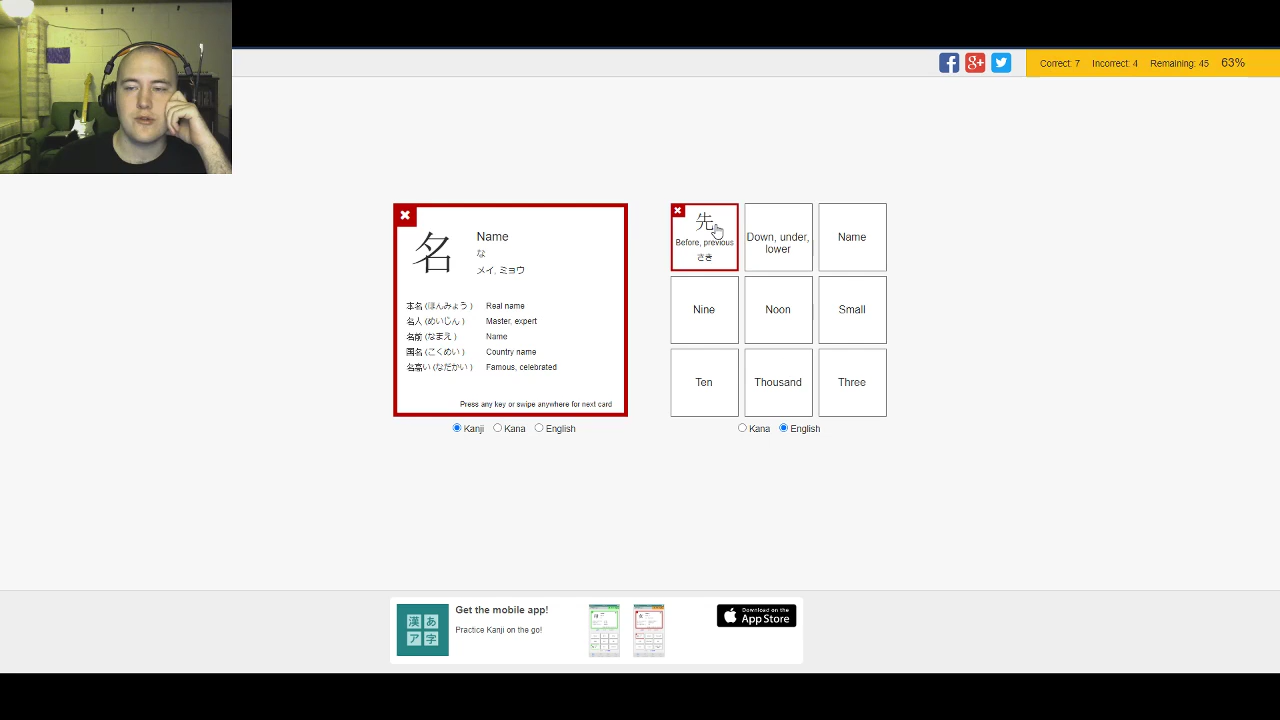 Correct: 7 Incorrect: 4 Remaining: 45 63%
名
Name
な
メイ, ミョウ
本名 (ほんみょう ) Real name
名人 (めいじん ) Master, expert
名前 (なまえ ) Name
国名 (こくめい ) Country name
名高い (なだかい ) Famous, celebrated
Press any key or swipe anywhere for next card
Kanji Kana English
先
Before, previous
さき
Down, under,
lower
Name
Nine
Noon
Small
Ten
Thousand
Three
Kana English
漢あ
ア字
Get the mobile app!
Practice Kanji on the go!
Download on the
App Store